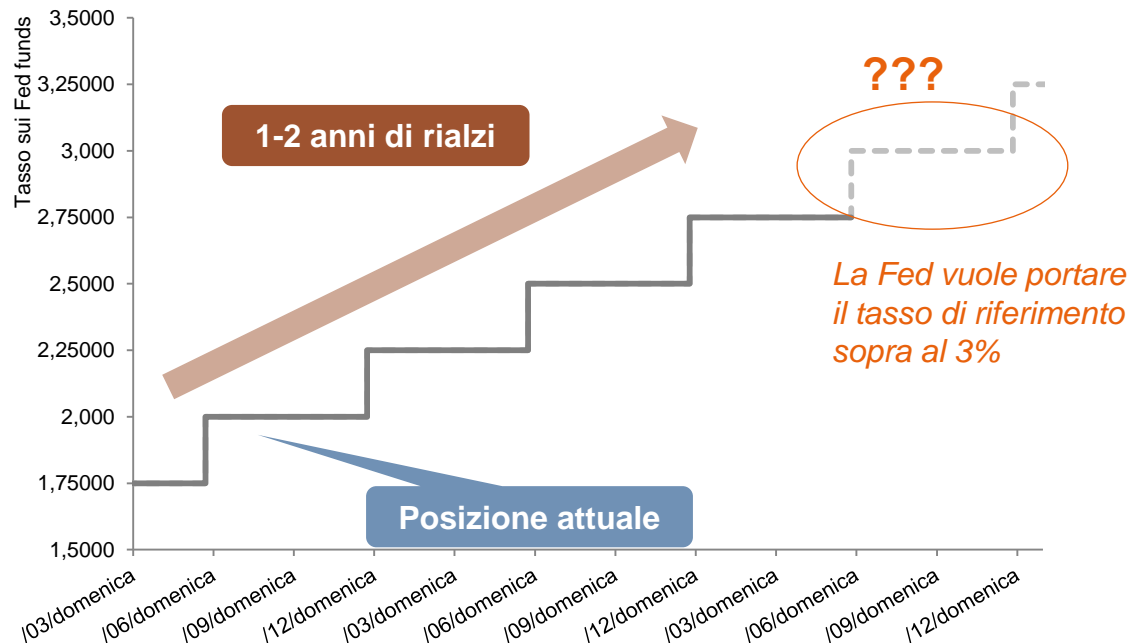 Tasso sui Fed funds
3,5000
3,25000
3,000
2,75000
2,5000
2,25000
2,000
1,75000
1,5000
1-2 anni di rialzi
???
La Fed vuole portare
il tasso di riferimento
sopra al 3%
Posizione attuale
/03/domenica
/06/domenica
/09/domenica
/12/domenica
/03/domenica
/06/domenica
/09/domenica
/12/domenica
/03/domenica
/06/domenica
/09/domenica
/12/domenica